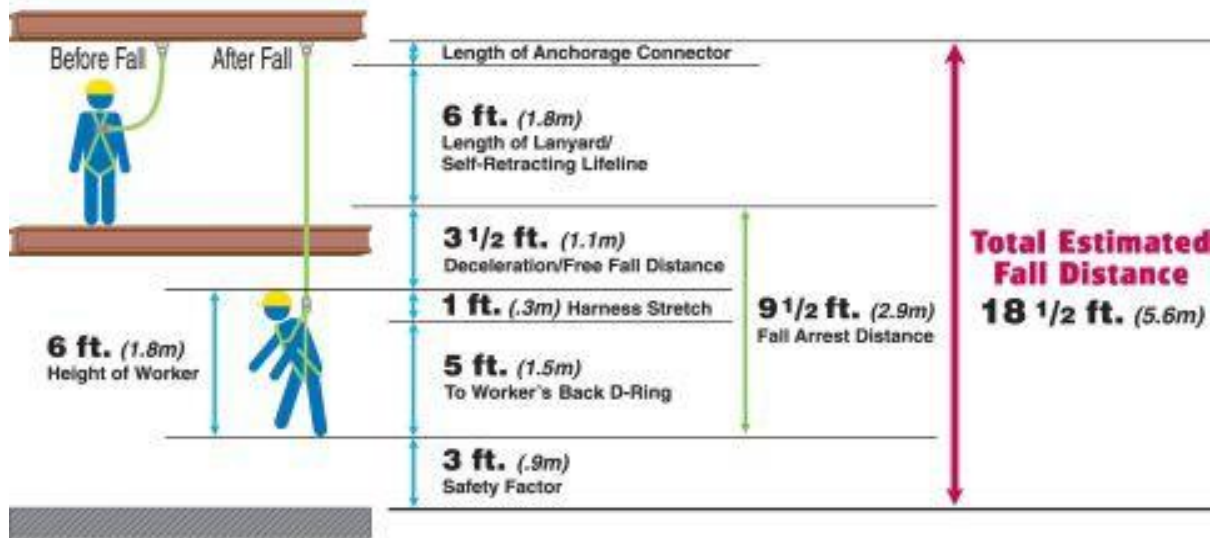 Before Fall
After Fall
Length of Anchorage Connector
6 ft. (1.8m)
Length of Lanyard/
Self-Retracting Lifeline
3 1/2 ft. (1.1m)
Deceleration/Free Fall Distance
1 ft. (.3m) Harness Stretch
6 ft. (1.8m)
Height of Worker
5 ft. (1.5m)
To Worker's Back D-Ring
9 1/2 ft. (2.9m)
Fall Arrest Distance
3 ft. (.9m)
Safety Factor
Total Estimated
Fall Distance
18 1/2 ft. (5.6m)